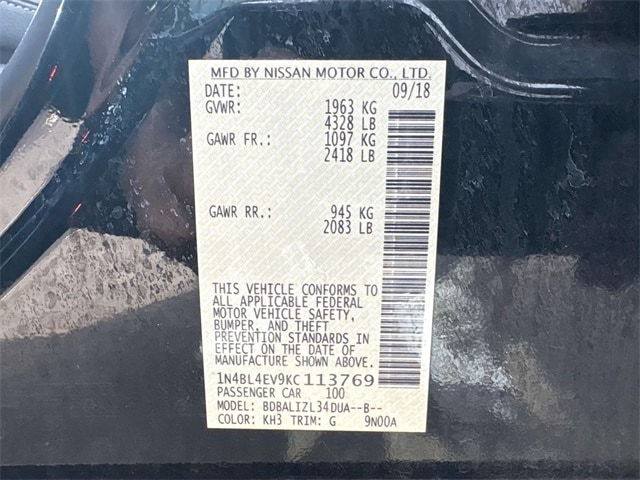 MFD BY NISSAN MOTOR CO., LTD.
DATE: 09/18
GVWR: 1963 KG
4328 LB
GAWR FR.: 1097 KG
2418 LB
GAWR RR.: 945 KG
2083 LB
THIS VEHICLE CONFORMS TO
ALL APPLICABLE FEDERAL
MOTOR VEHICLE SAFETY,
BUMPER, AND THEFT
PREVENTION STANDARDS IN
EFFECT ON THE DATE OF
MANUFACTURE SHOWN ABOVE.
1N4BL4EV9KC113769
PASSENGER CAR 100
MODEL: BDBALIZL34DUA--B--
COLOR: KH3 TRIM: G 9N00A